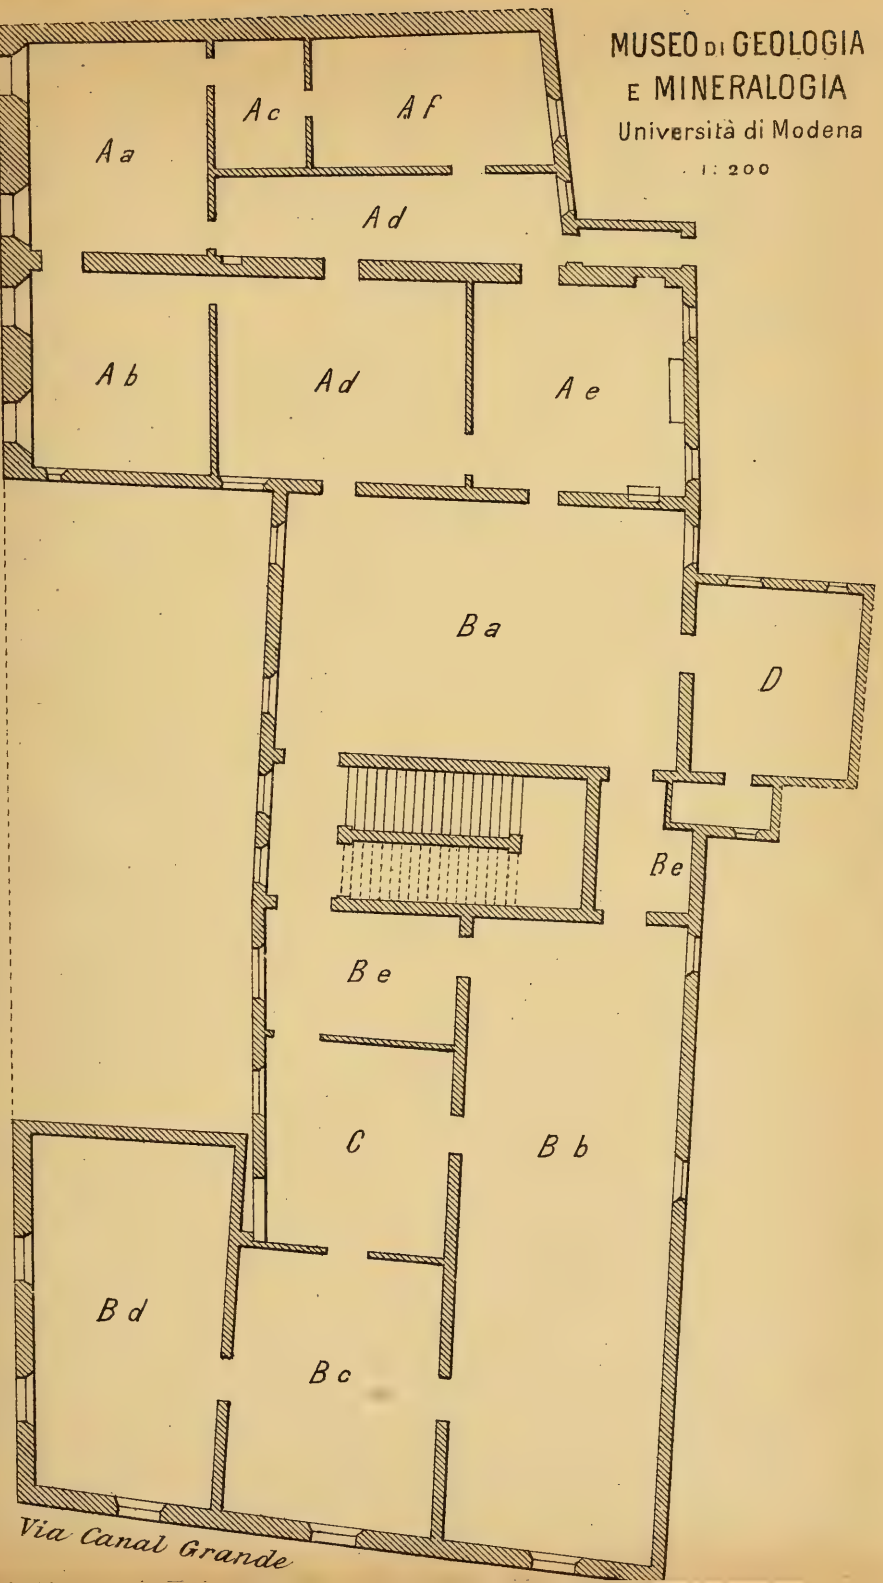 MUSEO DI GEOLOGIA
E MINERALOGIA
Università di Modena
1:200
A a
A c
A f
A d
A b
A d
A e
B a
D
B e
B e
C
B b
B d
B c
Via Canal Grande